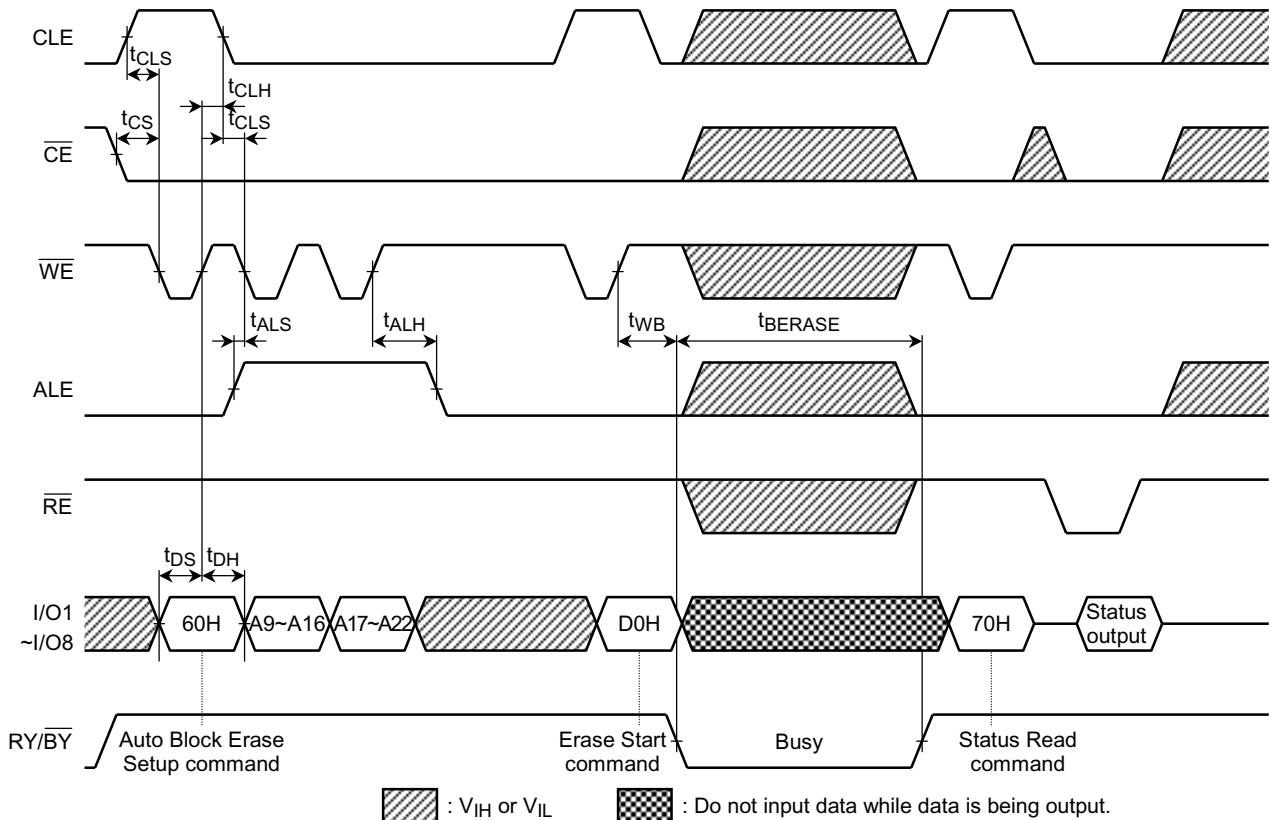 CLE
tCLS
tCLH
tCS
tCLS
CE
WE
tALS
tALH
tWB
tBERASE
ALE
RE
tDS
tDH
I/O1
~I/O8
60H
A9~A16
A17~A22
D0H
70H
Status
output
RY/BY
Auto Block Erase
Setup command
Erase Start
command
Busy
Status Read
command
: VIH or VIL
: Do not input data while data is being output.